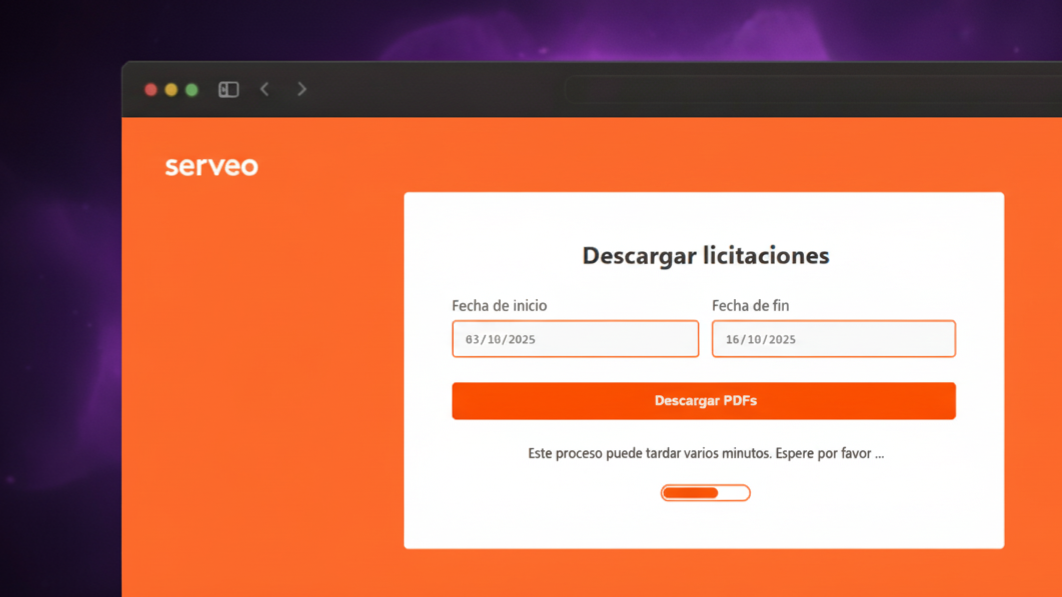 serveo
Descargar licitaciones
Fecha de inicio
Fecha de fin
03/10/2025
16/10/2025
Descargar PDFs
Este proceso puede tardar varios minutos. Espere por favor ...